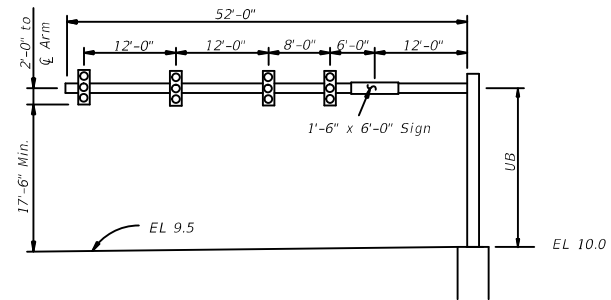 52'-0"
2'-0" to
℄ Arm
12'-0"
12'-0"
8'-0"
6'-0"
12'-0"
1'-6" x 6'-0" Sign
17'-6" Min.
UB
EL 9.5
EL 10.0